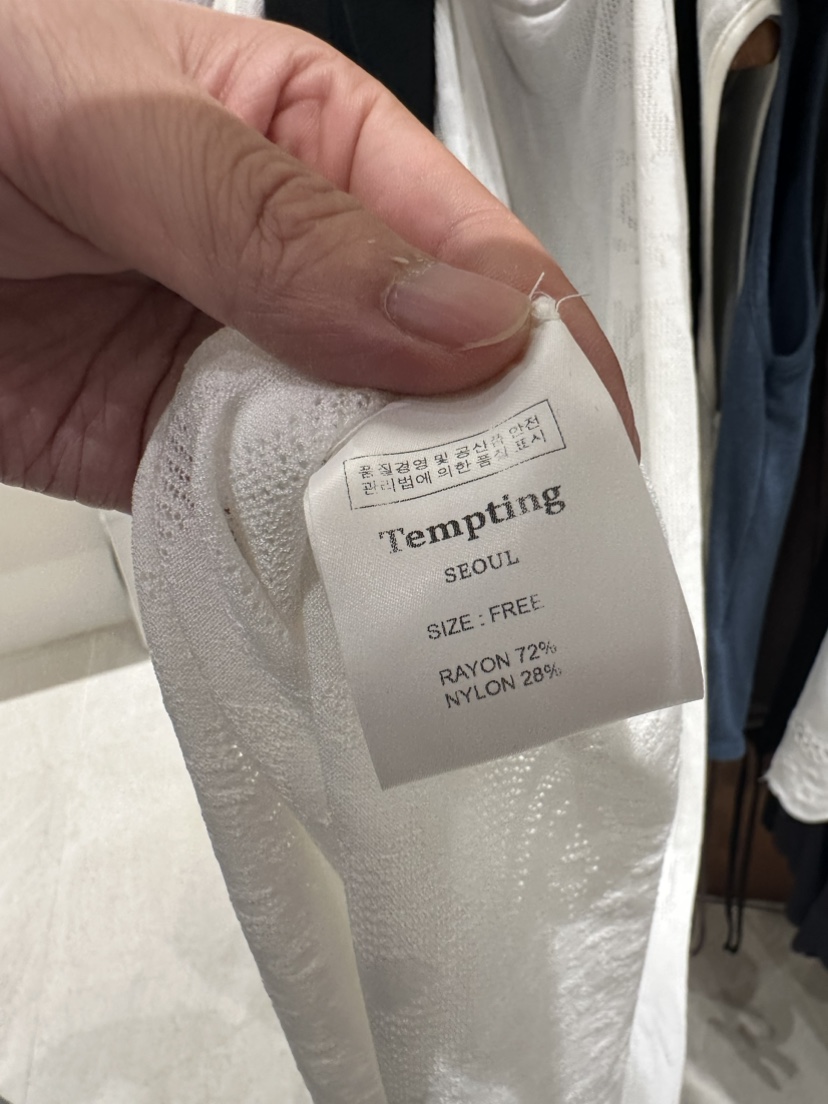 품질경영 및 공산품 안전
관리법에 의한 품질 표시
Tempting
SEOUL
SIZE : FREE
RAYON 72%
NYLON 28%